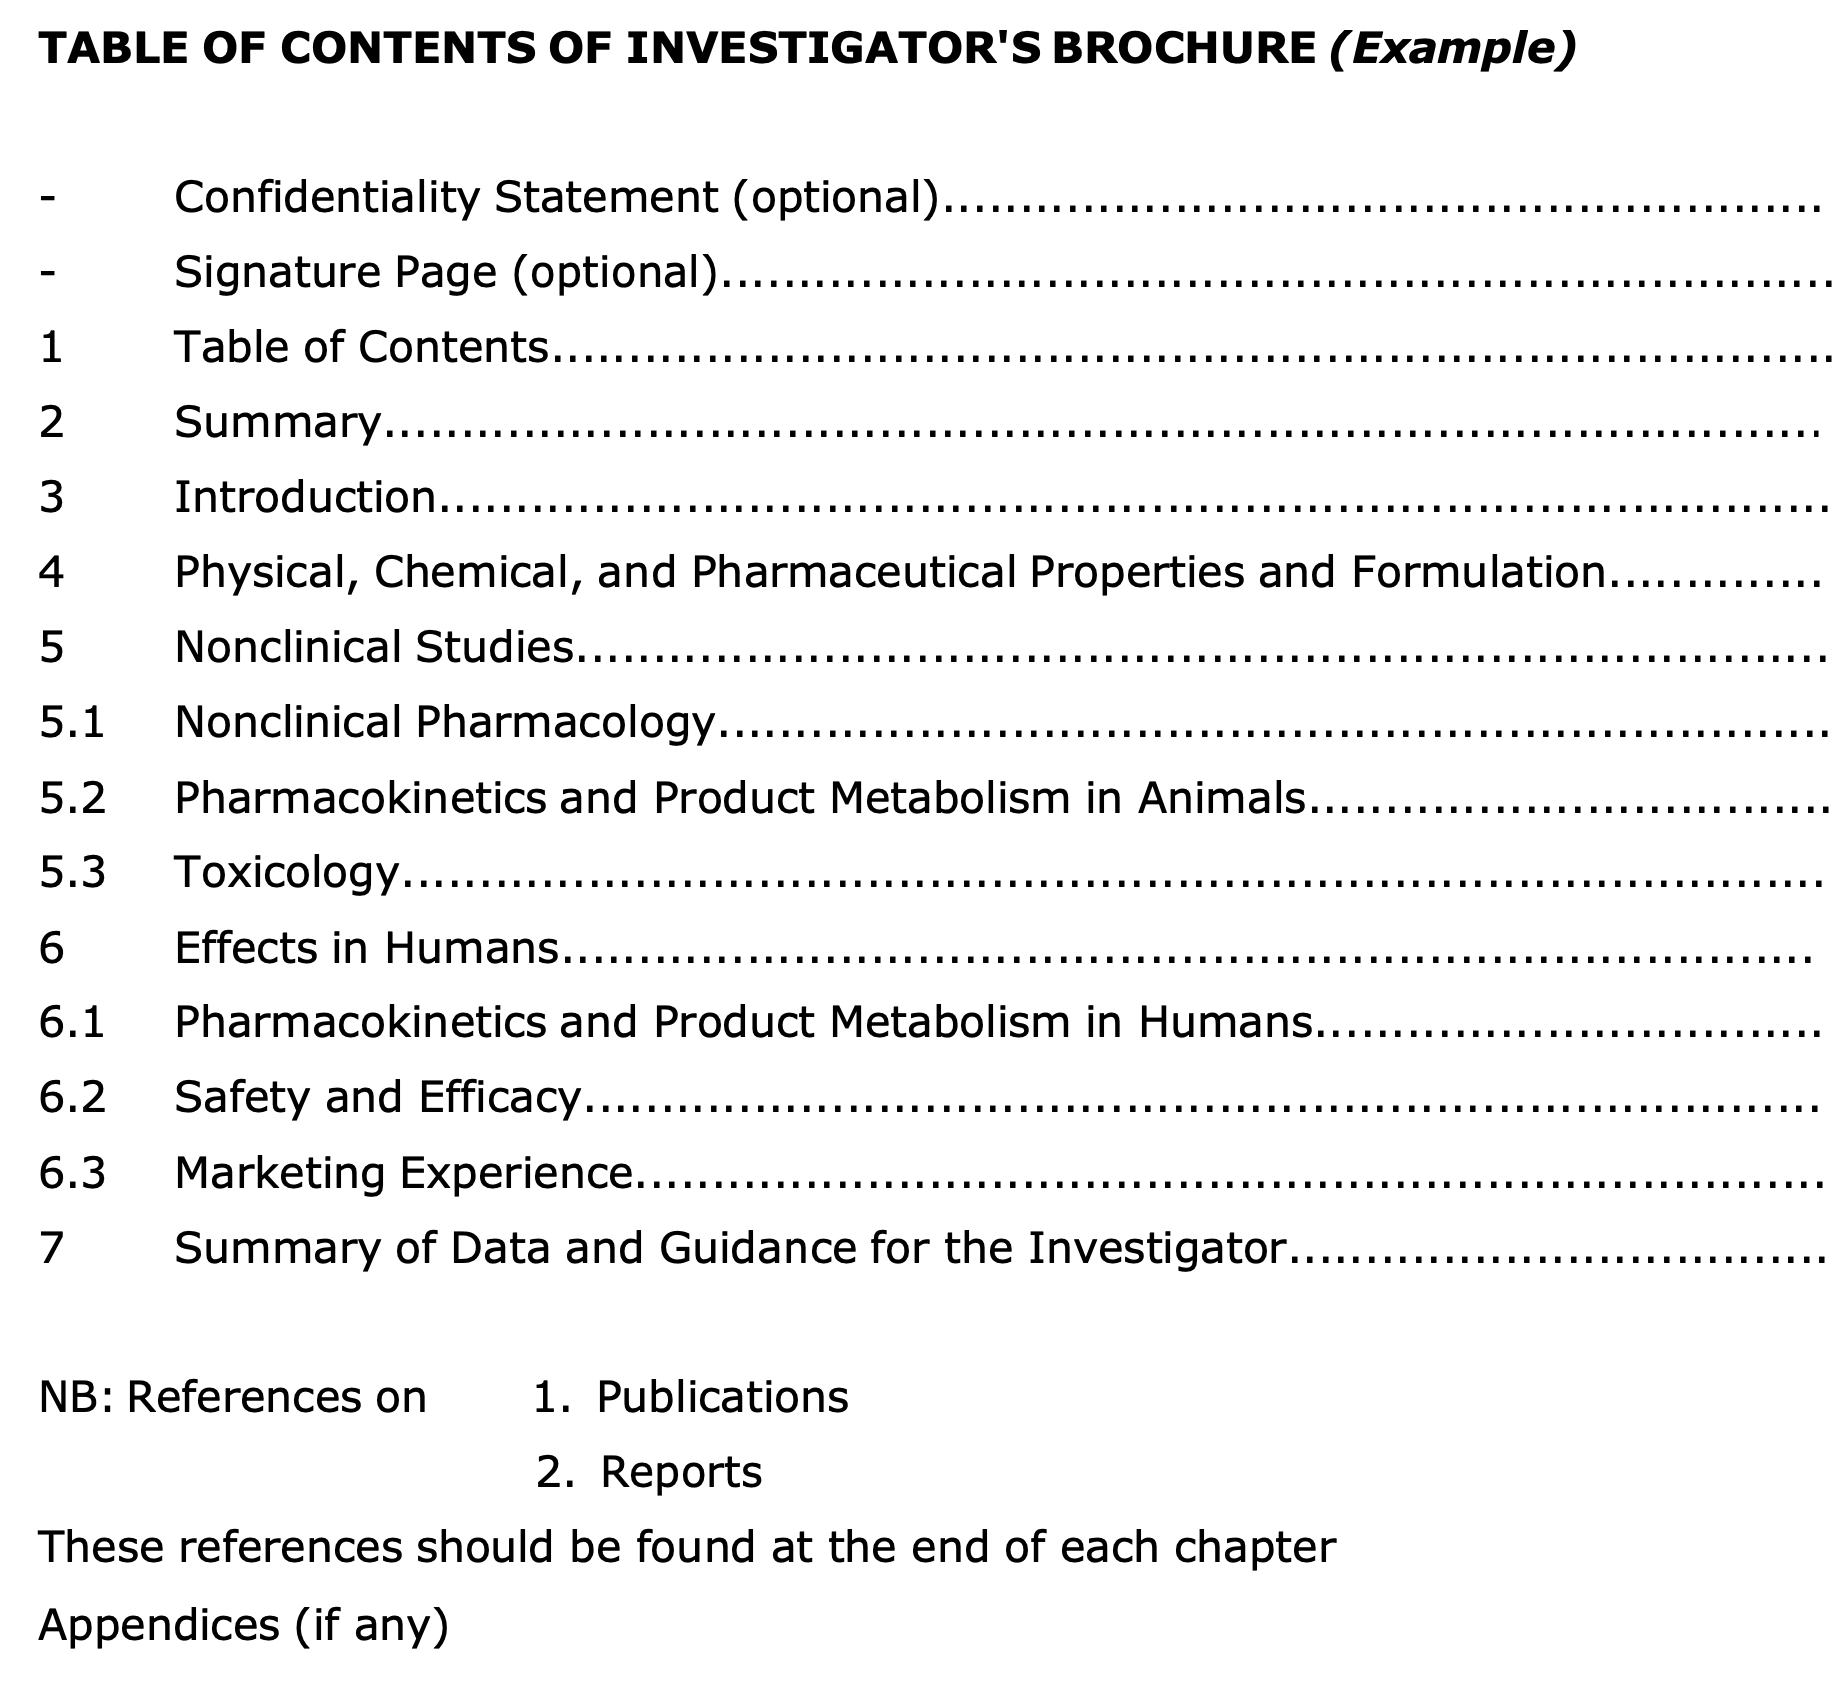 TABLE OF CONTENTS OF INVESTIGATOR'S BROCHURE (Example)
- Confidentiality Statement (optional)...........................................................
- Signature Page (optional)..........................................................................
1 Table of Contents.....................................................................................
2 Summary................................................................................................
3 Introduction.............................................................................................
4 Physical, Chemical, and Pharmaceutical Properties and Formulation..............
5 Nonclinical Studies...................................................................................
5.1 Nonclinical Pharmacology..........................................................................
5.2 Pharmacokinetics and Product Metabolism in Animals..................................
5.3 Toxicology...............................................................................................
6 Effects in Humans...................................................................................
6.1 Pharmacokinetics and Product Metabolism in Humans.................................
6.2 Safety and Efficacy...................................................................................
6.3 Marketing Experience...............................................................................
7 Summary of Data and Guidance for the Investigator...................................
NB: References on 1. Publications
2. Reports
These references should be found at the end of each chapter
Appendices (if any)